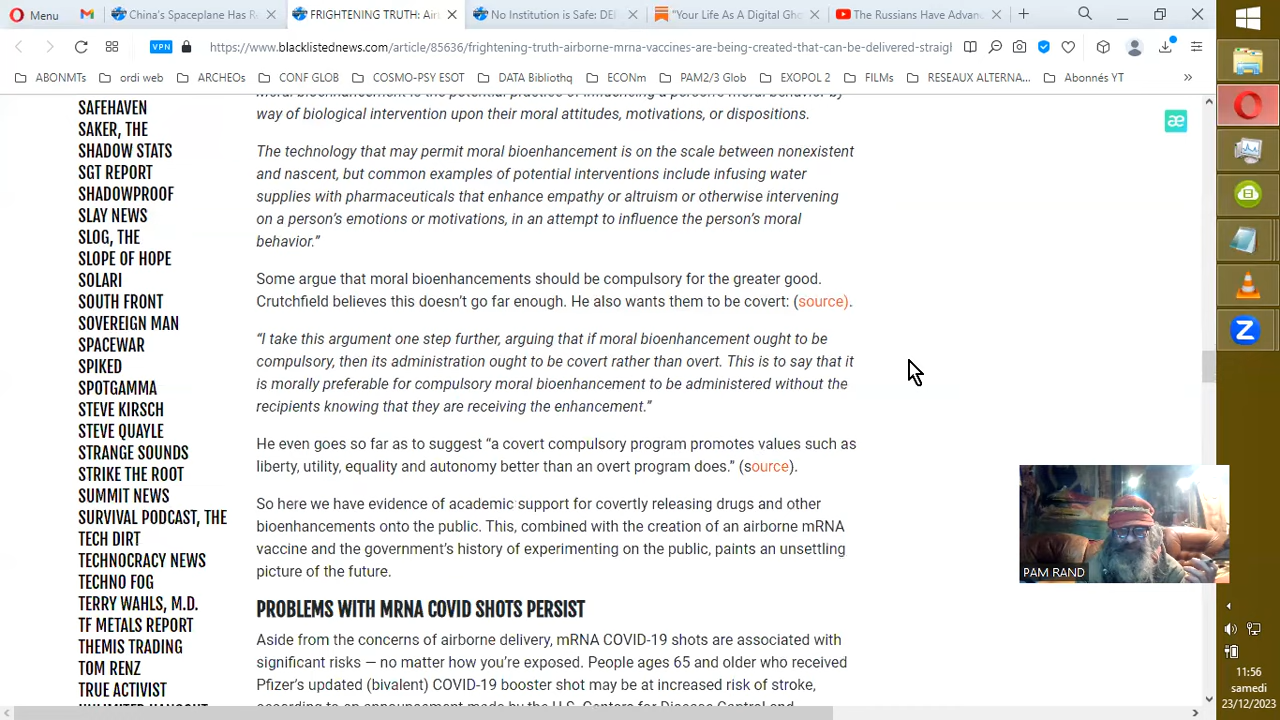 Menu
China's Spaceplane Has R
FRIGHTENING TRUTH: Air
No Institution is Safe: DEI
"Your Life As A Digital Gho
The Russians Have Advan
VPN
https://www.blacklistednews.com/article/85636/frightening-truth-airborne-mrna-vaccines-are-being-created-that-can-be-delivered-straigl
ABONMTs
ordi web
ARCHEOs
CONF GLOB
COSMO-PSY ESOT
DATA Bibliothq
ECONm
PAM2/3 Glob
EXOPOL 2
FILMs
RESEAUX ALTERNA...
Abonnés YT
»
SAFEHAVEN
SAKER, THE
SHADOW STATS
SGT REPORT
SHADOWPROOF
SLAY NEWS
SLOG, THE
SLOPE OF HOPE
SOLARI
SOUTH FRONT
SOVEREIGN MAN
SPACEWAR
SPIKED
SPOTGAMMA
STEVE KIRSCH
STEVE QUAYLE
STRANGE SOUNDS
STRIKE THE ROOT
SUMMIT NEWS
SURVIVAL PODCAST, THE
TECH DIRT
TECHNOCRACY NEWS
TECHNO FOG
TERRY WAHLS, M.D.
TF METALS REPORT
THEMIS TRADING
TOM RENZ
TRUE ACTIVIST
Moral bioenhancement is the potential practice of influencing a person's moral behavior by
way of biological intervention upon their moral attitudes, motivations, or dispositions.
The technology that may permit moral bioenhancement is on the scale between nonexistent
and nascent, but common examples of potential interventions include infusing water
supplies with pharmaceuticals that enhance empathy or altruism or otherwise intervening
on a person's emotions or motivations, in an attempt to influence the person's moral
behavior."
Some argue that moral bioenhancements should be compulsory for the greater good.
Crutchfield believes this doesn't go far enough. He also wants them to be covert: (source).
"I take this argument one step further, arguing that if moral bioenhancement ought to be
compulsory, then its administration ought to be covert rather than overt. This is to say that it
is morally preferable for compulsory moral bioenhancement to be administered without the
recipients knowing that they are receiving the enhancement."
He even goes so far as to suggest "a covert compulsory program promotes values such as
liberty, utility, equality and autonomy better than an overt program does." (source).
So here we have evidence of academic support for covertly releasing drugs and other
bioenhancements onto the public. This, combined with the creation of an airborne mRNA
vaccine and the government's history of experimenting on the public, paints an unsettling
picture of the future.
PROBLEMS WITH MRNA COVID SHOTS PERSIST
Aside from the concerns of airborne delivery, mRNA COVID-19 shots are associated with
significant risks — no matter how you're exposed. People ages 65 and older who received
Pfizer's updated (bivalent) COVID-19 booster shot may be at increased risk of stroke,
æ
PAM RAND
Z
11:56
samedi
23/12/2023